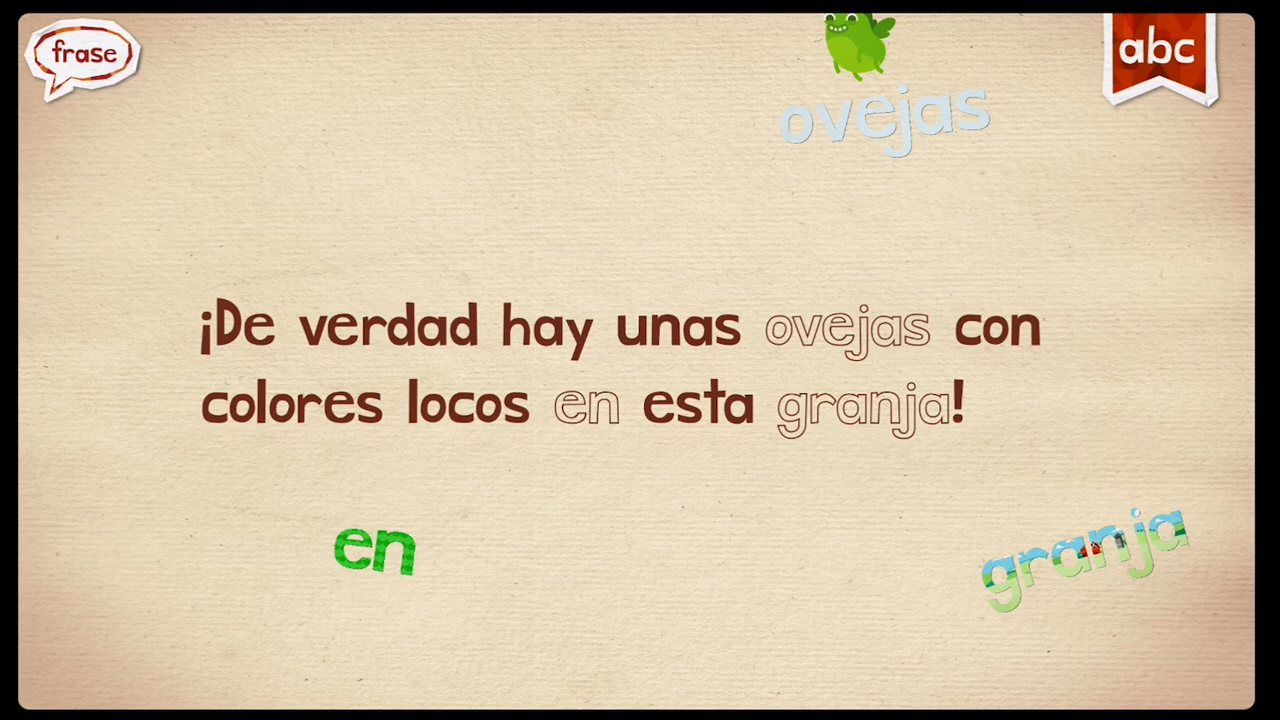 frase
abc
ovejas
¡De verdad hay unas ovejas con
colores locos en esta granja!
en
granja